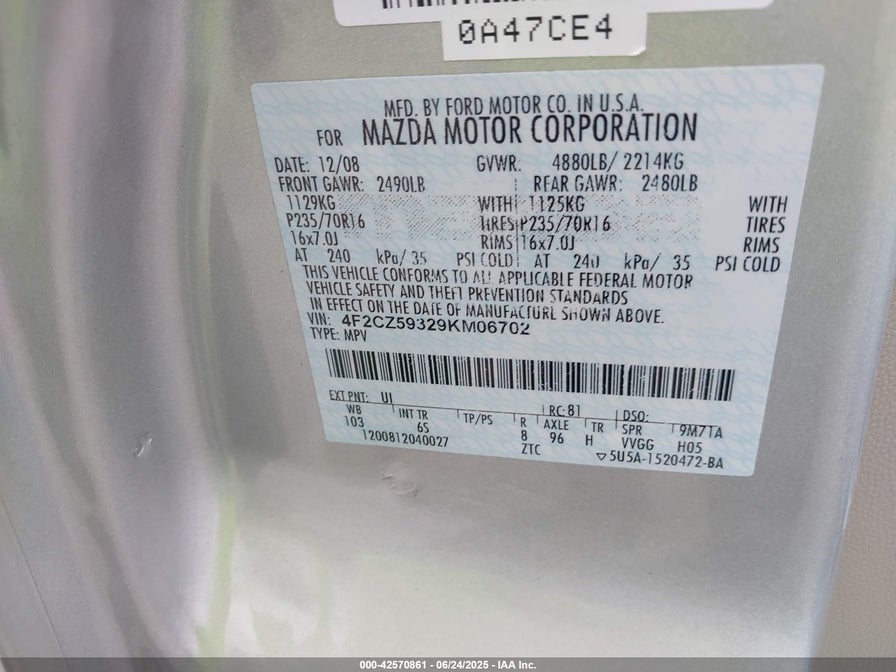 0A47CE4
MFD. BY FORD MOTOR CO. IN U.S.A.
FOR MAZDA MOTOR CORPORATION
DATE: 12/08 GVWR: 4880LB/ 2214KG
FRONT GAWR: 2490LB REAR GAWR: 2480LB
1129KG WITH 1125KG WITH
P235/70R16 TIRES P235/70R16 TIRES
16x7.0J RIMS 16x7.0J RIMS
AT 240 kPa/ 35 PSI COLD AT 240 kPa/ 35 PSI COLD
THIS VEHICLE CONFORMS TO ALL APPLICABLE FEDERAL MOTOR
VEHICLE SAFETY AND THEFT PREVENTION STANDARDS
IN EFFECT ON THE DATE OF MANUFACTURE SHOWN ABOVE.
VIN: 4F2CZ59329KM06702
TYPE: MPV
EXT PNT: UJ RC: 81 DSO:
WB INT TR TP/PS R AXLE TR SPR 9M7TA
103 6S 8 96 H VVGG H05
1200812040027 ZTC ▽5U5A-1520472-BA
000-42570861 - 06/24/2025 - IAA Inc.